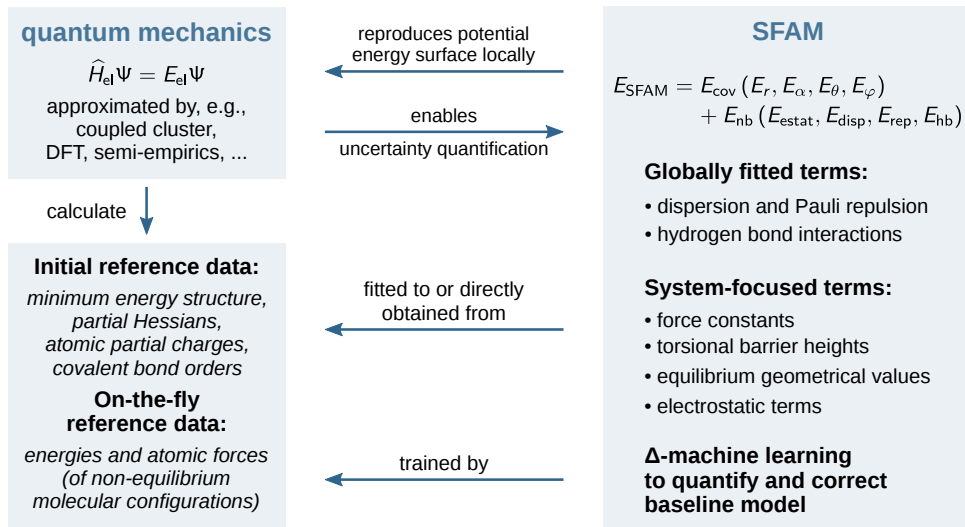 quantum mechanics
Ĥ_el Ψ = E_el Ψ
approximated by, e.g.,
coupled cluster,
DFT, semi-empirics, ...
calculate
Initial reference data:
minimum energy structure,
partial Hessians,
atomic partial charges,
covalent bond orders
On-the-fly
reference data:
energies and atomic forces
(of non-equilibrium
molecular configurations)
reproduces potential
energy surface locally
enables
uncertainty quantification
fitted to or directly
obtained from
trained by
SFAM
E_SFAM = E_cov (E_r, E_α, E_θ, E_φ)
+ E_nb (E_estat, E_disp, E_rep, E_hb)
Globally fitted terms:
• dispersion and Pauli repulsion
• hydrogen bond interactions
System-focused terms:
• force constants
• torsional barrier heights
• equilibrium geometrical values
• electrostatic terms
Δ-machine learning
to quantify and correct
baseline model